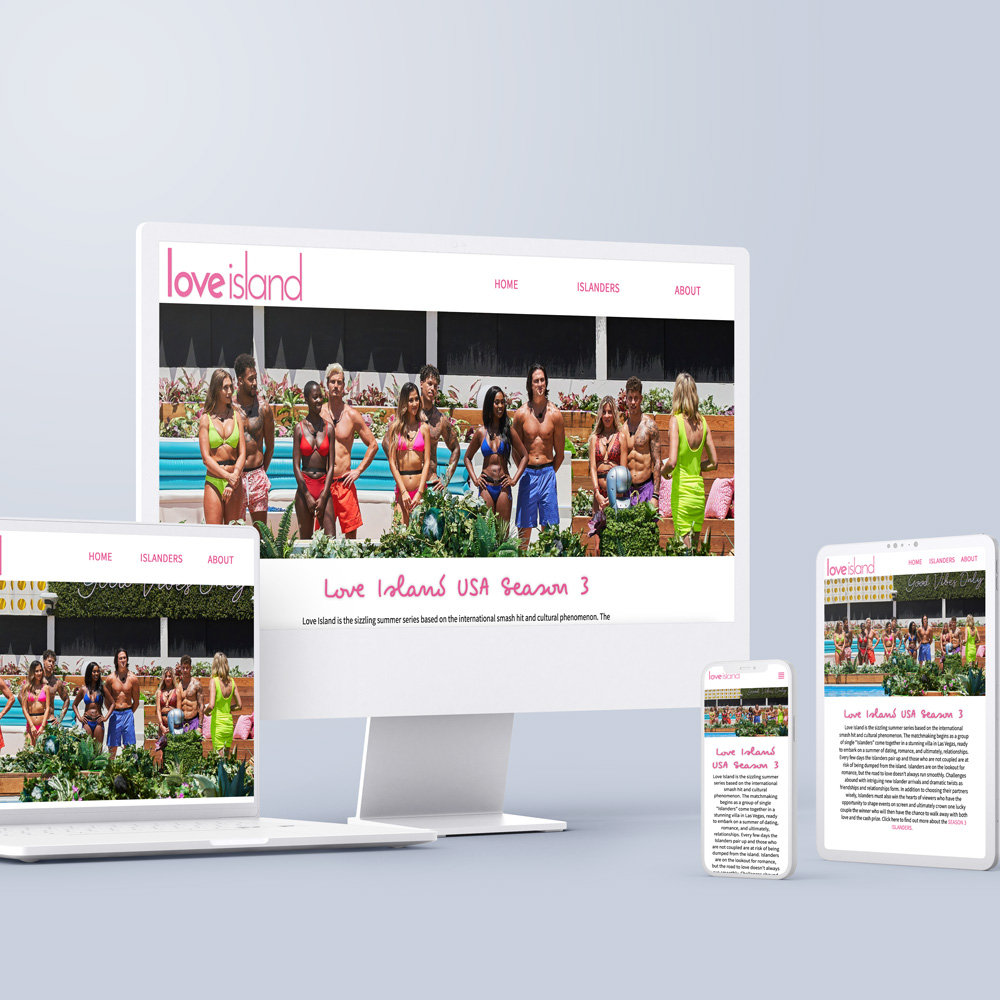 love island
HOME ISLANDERS ABOUT
Love Island USA Season 3
Love Island is the sizzling summer series based on the international smash hit and cultural phenomenon. The
HOME ISLANDERS ABOUT
Good Vibes Only
love island
Love Island
USA Season 3
Love Island is the sizzling summer
series based on the international
smash hit and cultural
phenomenon. The matchmaking
begins as a group of single
"Islanders" come together in a
stunning villa in Las Vegas, ready
to embark on a summer of dating,
romance, and ultimately,
relationships. Every few days the
Islanders pair up and those who
are not coupled are at risk of being
dumped from the island. Islanders
are on the lookout for romance,
but the road to love doesn't always
run smoothly. Challenges abound
love island
HOME ISLANDERS ABOUT
Good Vibes Only
Love Island USA Season 3
Love Island is the sizzling summer series based on the international
smash hit and cultural phenomenon. The matchmaking begins as a group
of single "Islanders" come together in a stunning villa in Las Vegas, ready
to embark on a summer of dating, romance, and ultimately, relationships.
Every few days the Islanders pair up and those who are not coupled are at
risk of being dumped from the island. Islanders are on the lookout for
romance, but the road to love doesn't always run smoothly. Challenges
abound with intriguing new Islander arrivals and dramatic twists as
friendships and relationships form. In addition to choosing their partners
wisely, Islanders must also win the hearts of viewers who have the
opportunity to shape events on screen and ultimately crown one lucky
couple the winner who will then have the chance to walk away with both
love and the cash prize. Click here to find out more about the SEASON 3
ISLANDERS.